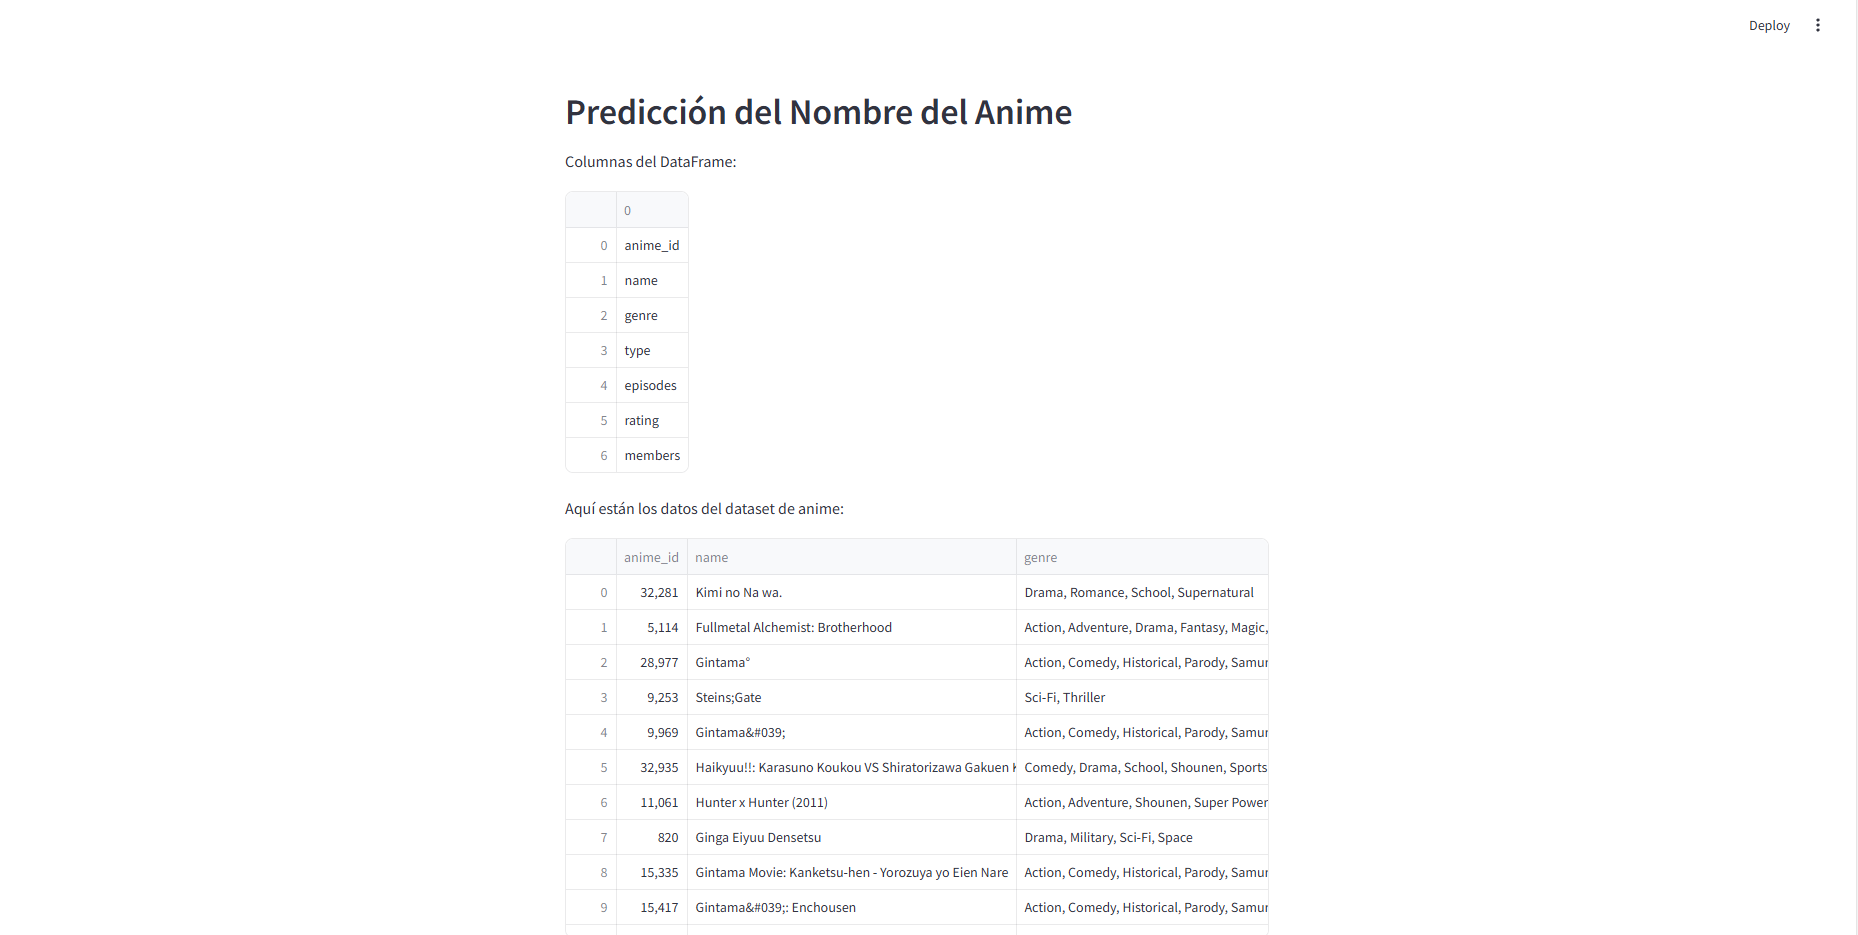 Deploy
Predicción del Nombre del Anime
Columnas del DataFrame:
0
0 anime_id
1 name
2 genre
3 type
4 episodes
5 rating
6 members
Aquí están los datos del dataset de anime:
anime_id name genre
0 32,281 Kimi no Na wa. Drama, Romance, School, Supernatural
1 5,114 Fullmetal Alchemist: Brotherhood Action, Adventure, Drama, Fantasy, Magic,
2 28,977 Gintama° Action, Comedy, Historical, Parody, Samur
3 9,253 Steins;Gate Sci-Fi, Thriller
4 9,969 Gintama&#039; Action, Comedy, Historical, Parody, Samur
5 32,935 Haikyuu!!: Karasuno Koukou VS Shiratorizawa Gakuen K Comedy, Drama, School, Shounen, Sports
6 11,061 Hunter x Hunter (2011) Action, Adventure, Shounen, Super Power
7 820 Ginga Eiyuu Densetsu Drama, Military, Sci-Fi, Space
8 15,335 Gintama Movie: Kanketsu-hen - Yorozuya yo Eien Nare Action, Comedy, Historical, Parody, Samur
9 15,417 Gintama&#039;: Enchousen Action, Comedy, Historical, Parody, Samur